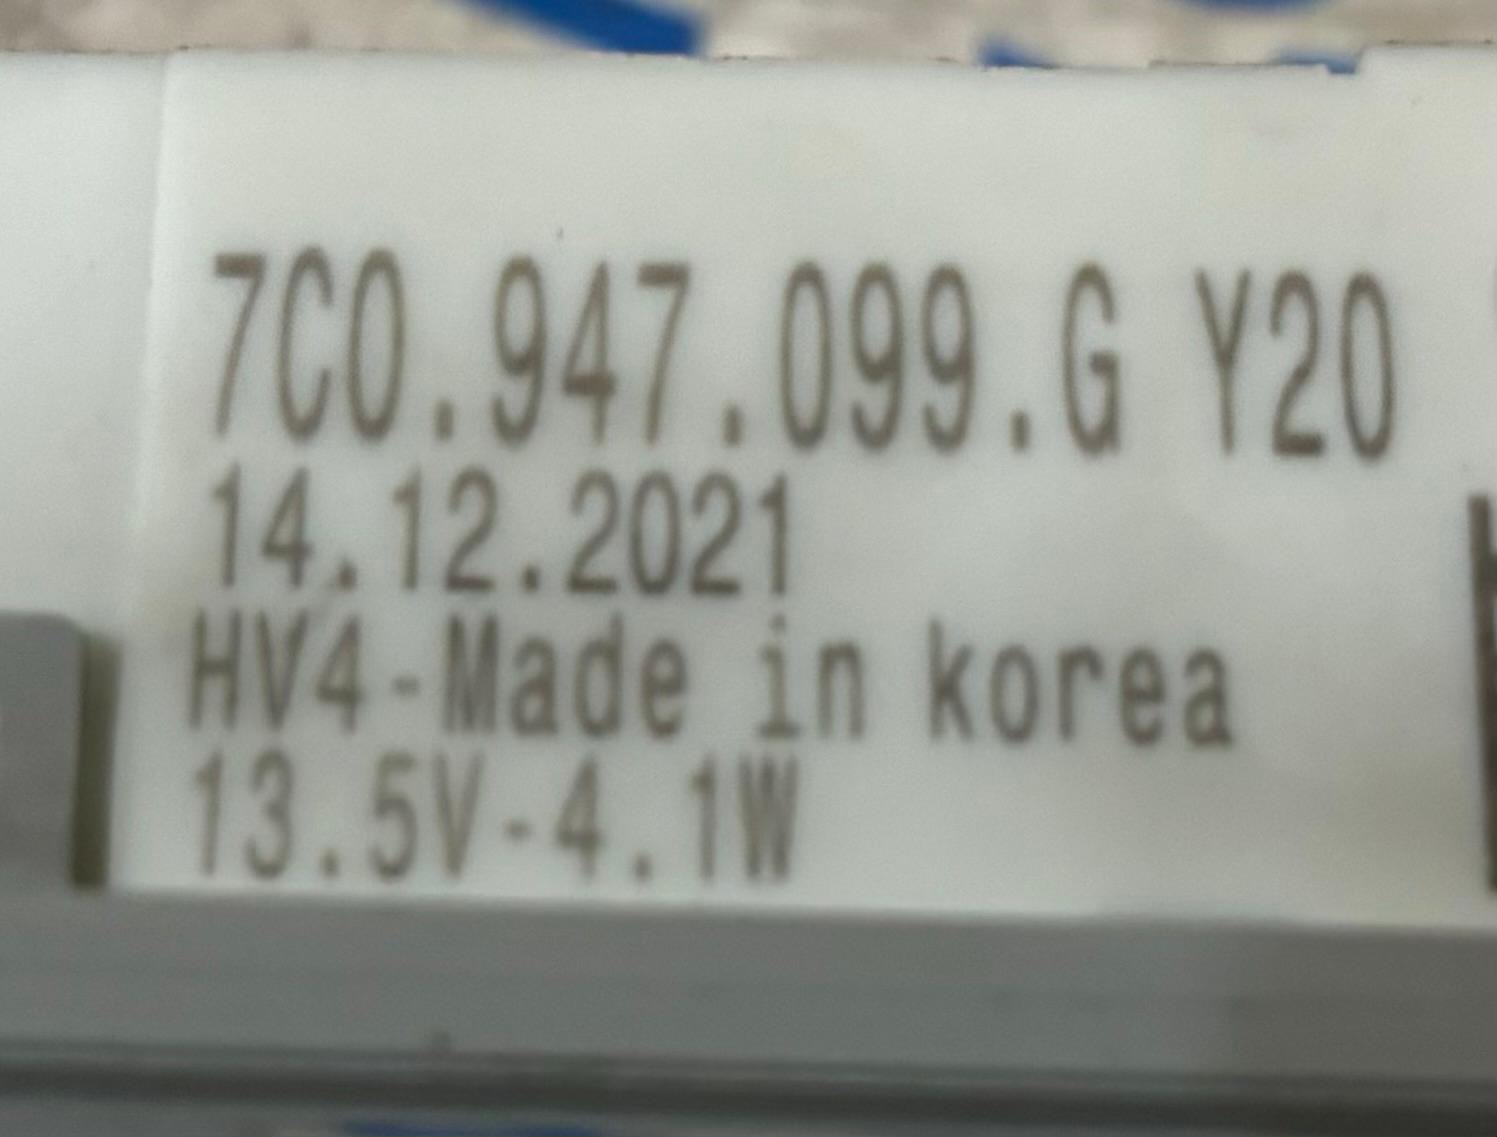 7C0.947.099.G Y20
14.12.2021
HV4-Made in korea
13.5V-4.1W